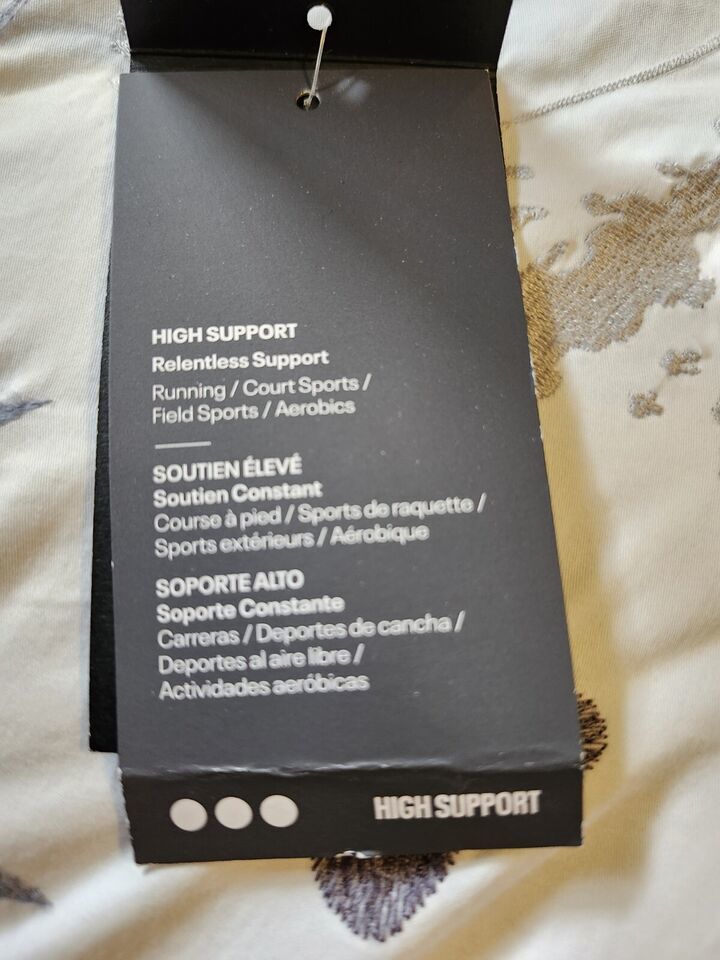 HIGH SUPPORT
Relentless Support
Running / Court Sports /
Field Sports / Aerobics
SOUTIEN ÉLEVÉ
Soutien Constant
Course à pied / Sports de raquette /
Sports extérieurs / Aérobique
SOPORTE ALTO
Soporte Constante
Carreras / Deportes de cancha /
Deportes al aire libre /
Actividades aeróbicas
HIGH SUPPORT